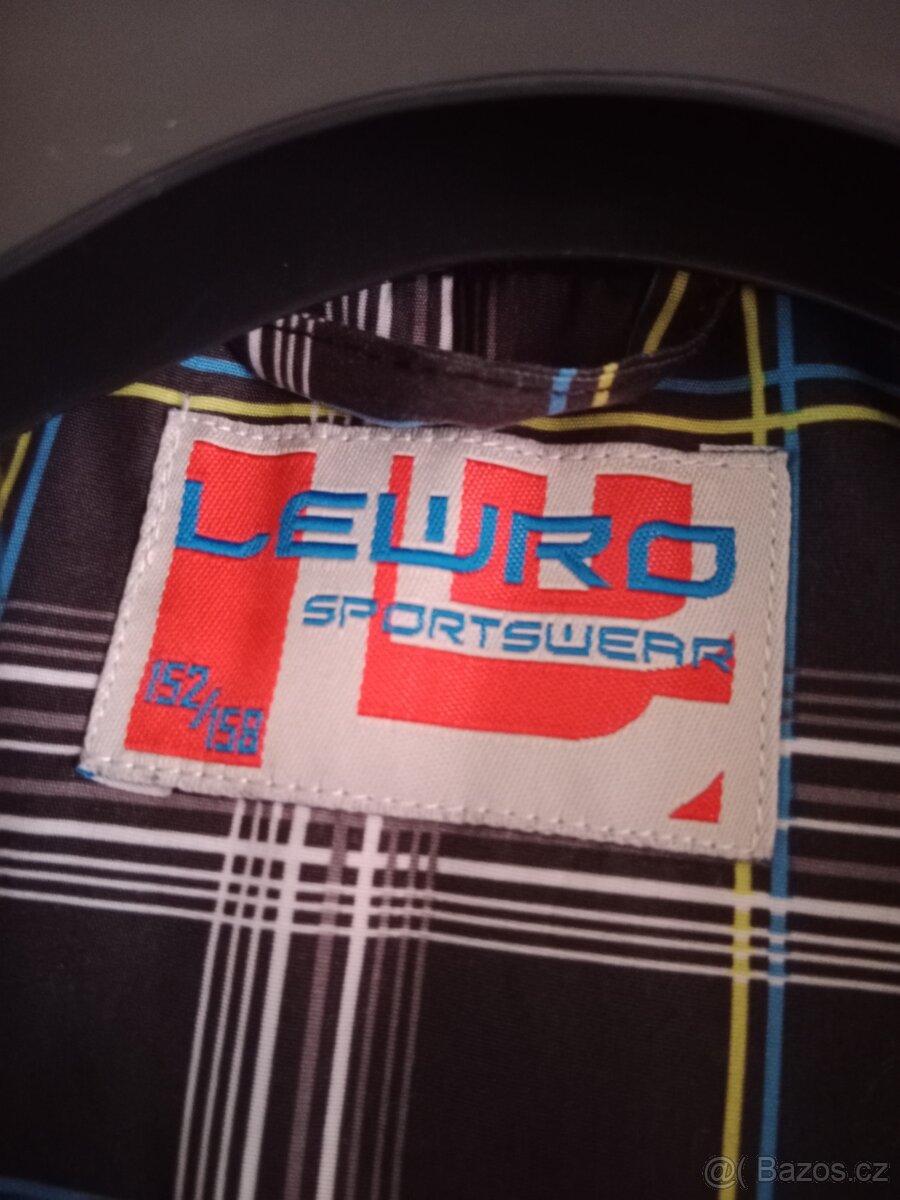 LEWRO
SPORTSWEAR
152/158
@( Bazos.cz